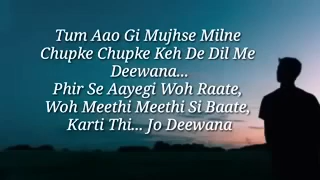 Tum Aao Gi Mujhse Milne
Chupke Chupke Keh De Dil Me
Deewana...
Phir Se Aayegi Woh Raate,
Woh Meethi Meethi Si Baate,
Karti Thi... Jo Deewana